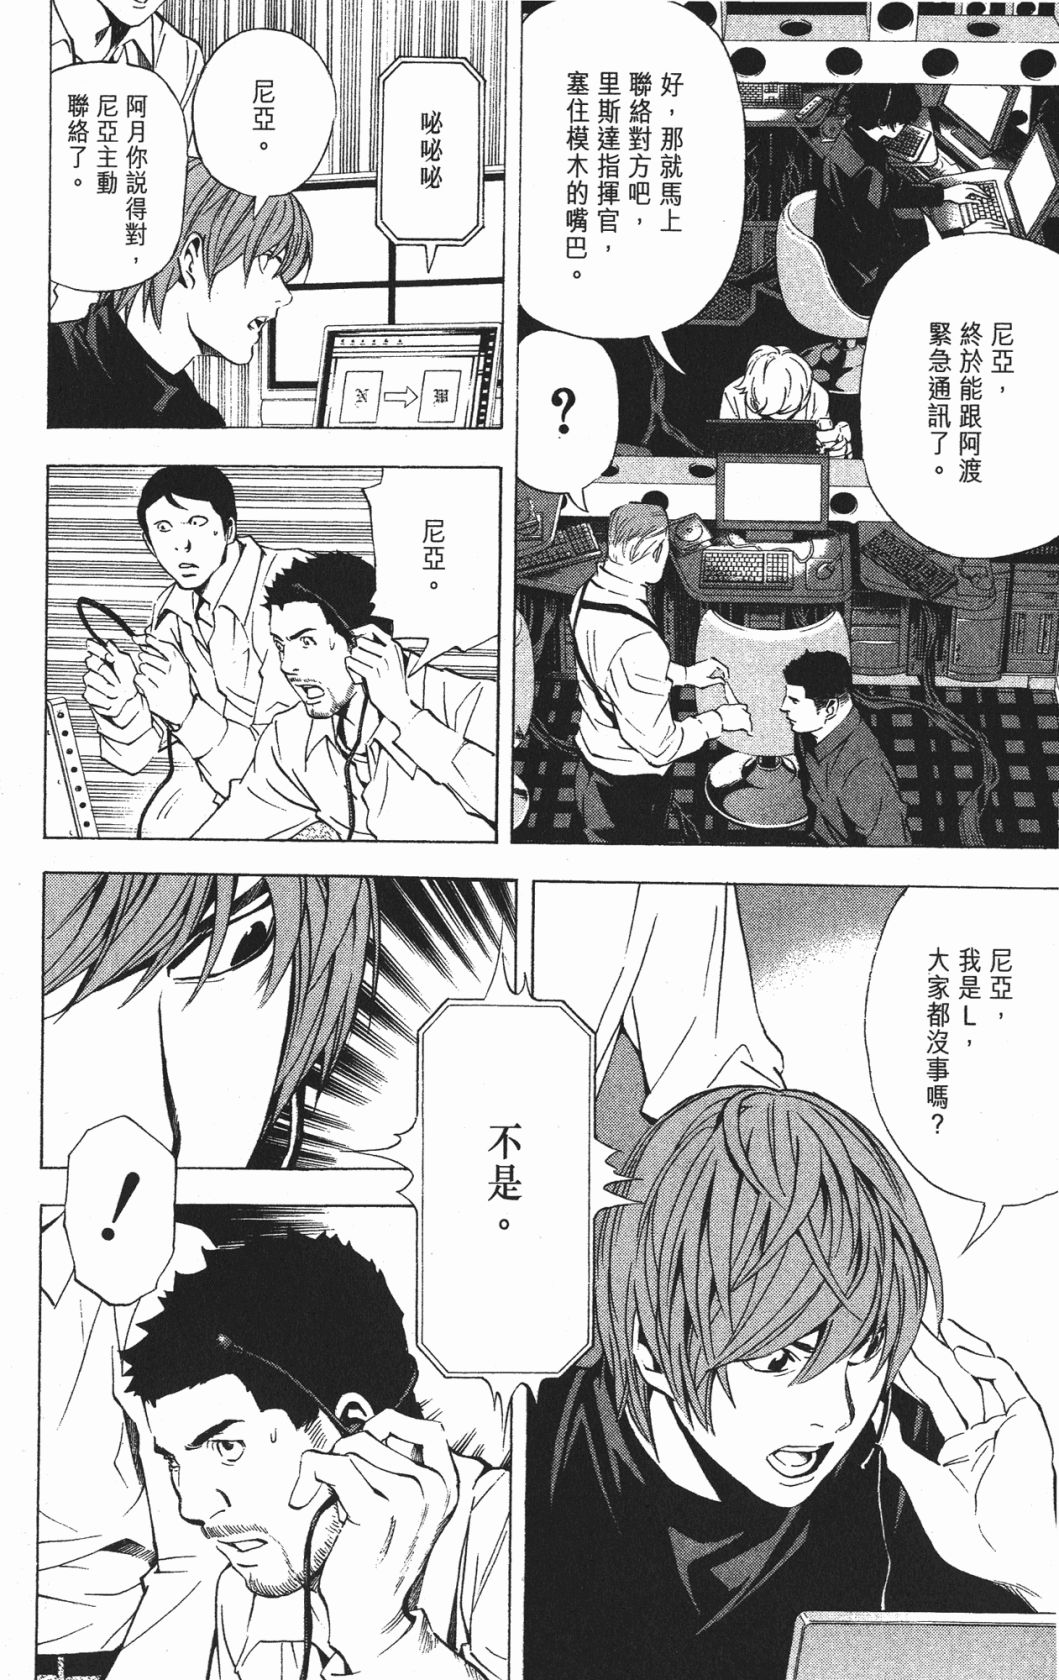 尼亞，
終於能跟阿渡
緊急通訊了。
好，那就馬上
聯絡對方吧，
里斯達指揮官，
塞住模木的嘴巴。
？
咇咇咇
尼亞。
阿月你說得對，
尼亞主動
聯絡了。
N
M
尼亞。
尼亞，
我是L，
大家都沒事嗎？
不是。
！